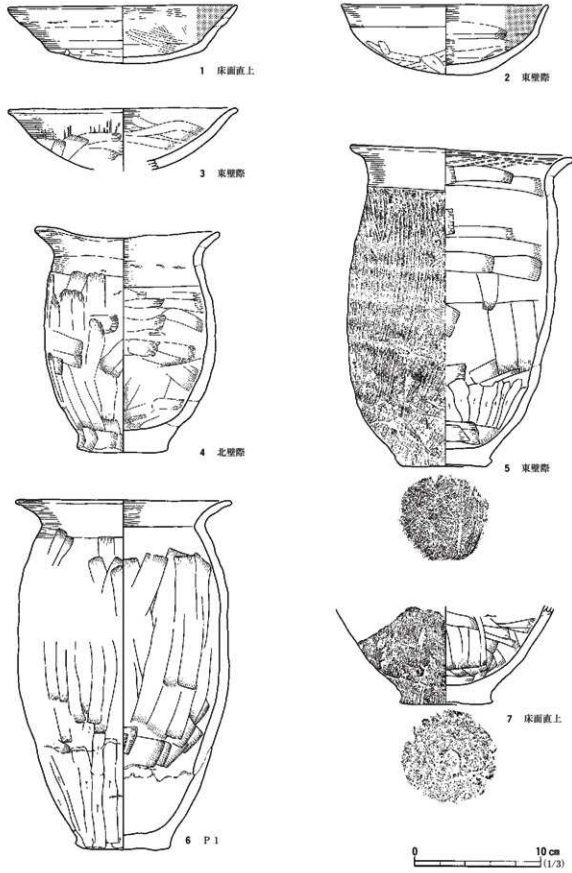 1 床面直上
2 東壁際
3 東壁際
4 北壁際
5 東壁際
6 P 1
7 床面直上
0 10 cm
(1/3)